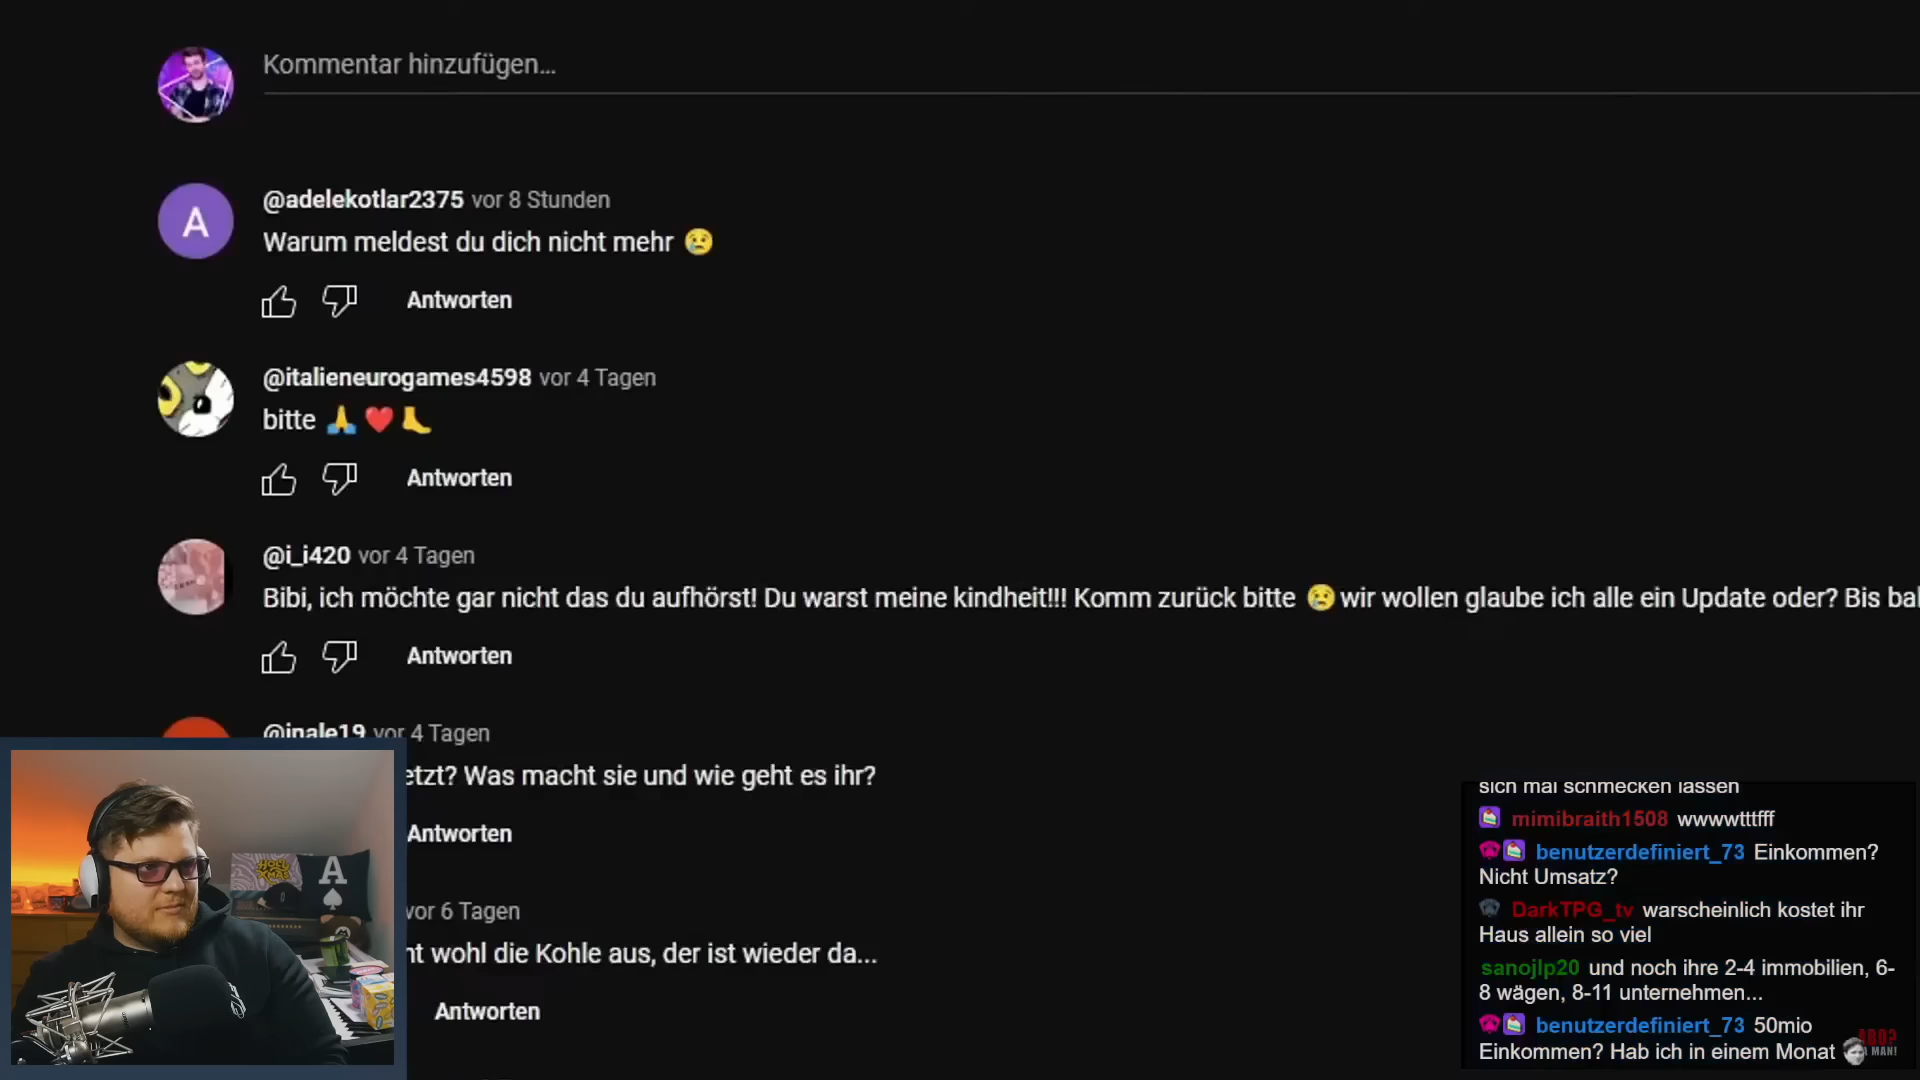 Kommentar hinzufügen...
@adelekotlar2375 vor 8 Stunden
Warum meldest du dich nicht mehr 😢
Antworten
@italieneurogames4598 vor 4 Tagen
bitte 🙏❤️🦶
Antworten
@i_i420 vor 4 Tagen
Bibi, ich möchte gar nicht das du aufhörst! Du warst meine kindheit!!! Komm zurück bitte 😢wir wollen glaube ich alle ein Update oder? Bis bal
Antworten
vor 4 Tagen
etzt? Was macht sie und wie geht es ihr?
Antworten
vor 6 Tagen
ht wohl die Kohle aus, der ist wieder da...
Antworten
sich mal schmecken lassen
mimibraith1508 wwwwtttfff
benutzerdefiniert_73 Einkommen?
Nicht Umsatz?
DarkTPG_tv warscheinlich kostet ihr
Haus allein so viel
sanojlp20 und noch ihre 2-4 immobilien, 6-
8 wägen, 8-11 unternehmen...
benutzerdefiniert_73 50mio
Einkommen? Hab ich in einem Monat
HOLY
XMAS
A